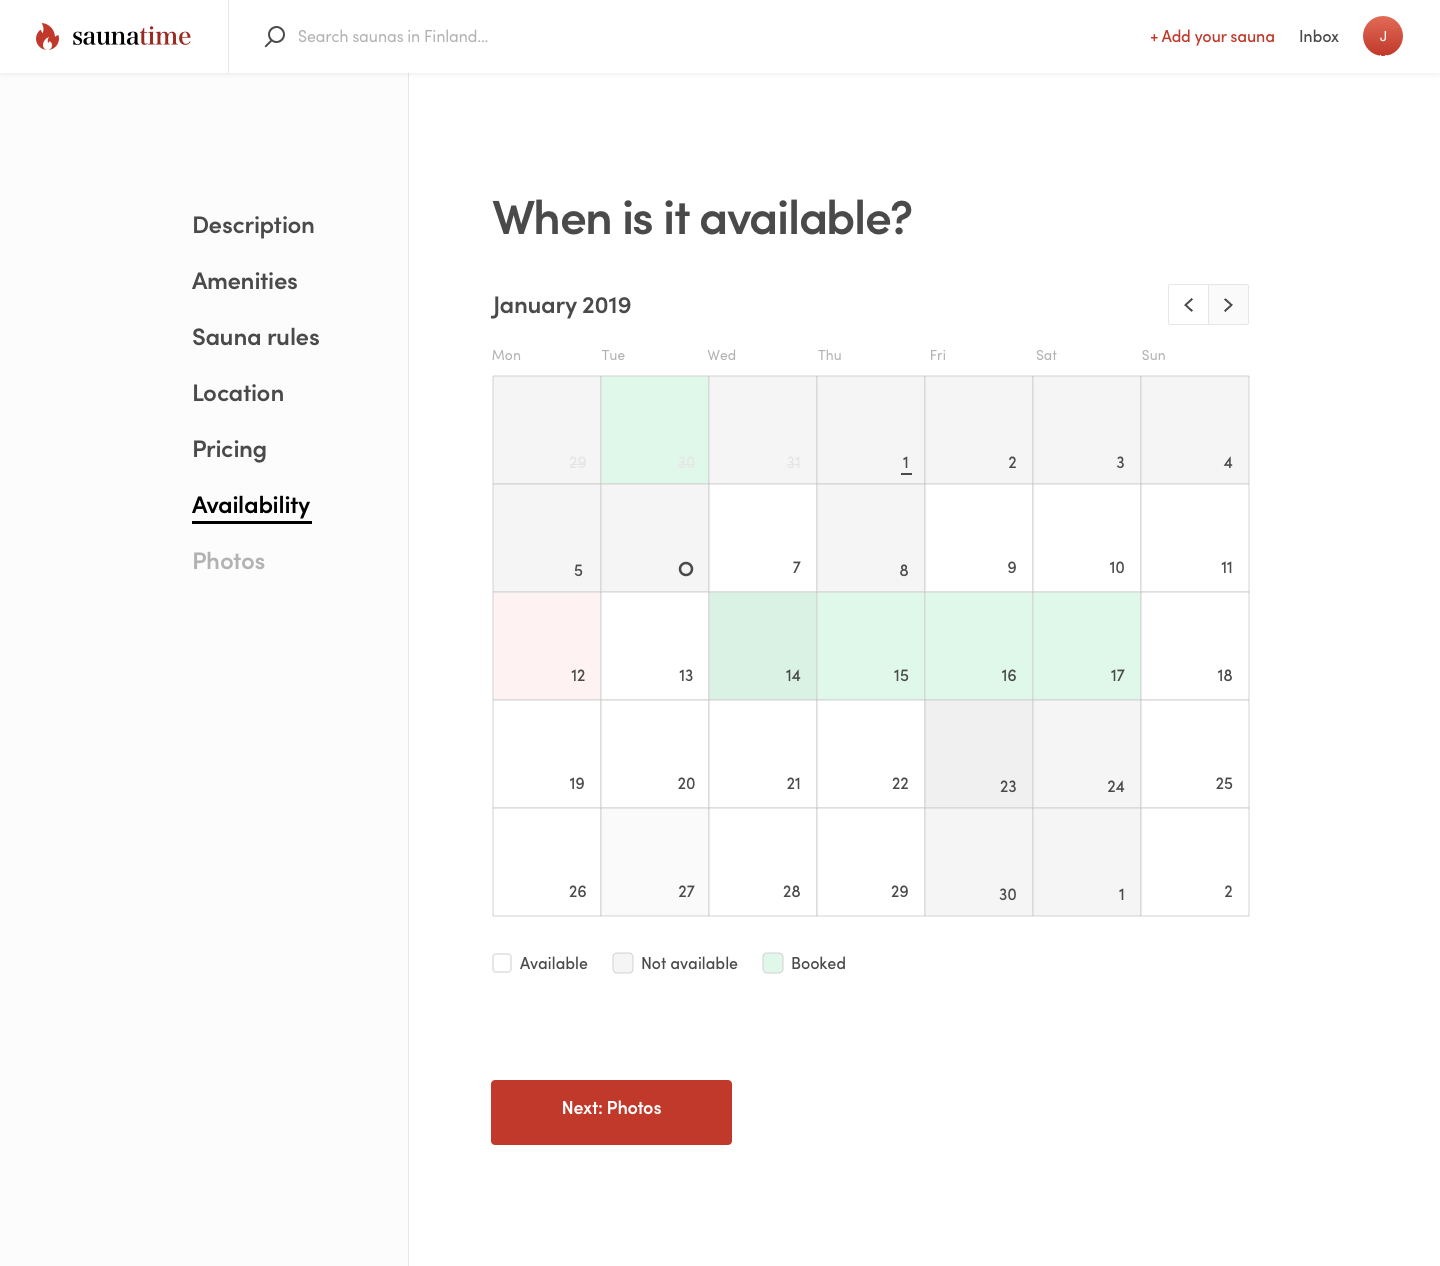 saunatime
Search saunas in Finland...
+ Add your sauna
Inbox
J
Description
Amenities
Sauna rules
Location
Pricing
Availability
Photos
When is it available?
January 2019
Mon Tue Wed Thu Fri Sat Sun
29 30 31 1 2 3 4
5 7 8 9 10 11
12 13 14 15 16 17 18
19 20 21 22 23 24 25
26 27 28 29 30 1 2
Available Not available Booked
Next: Photos